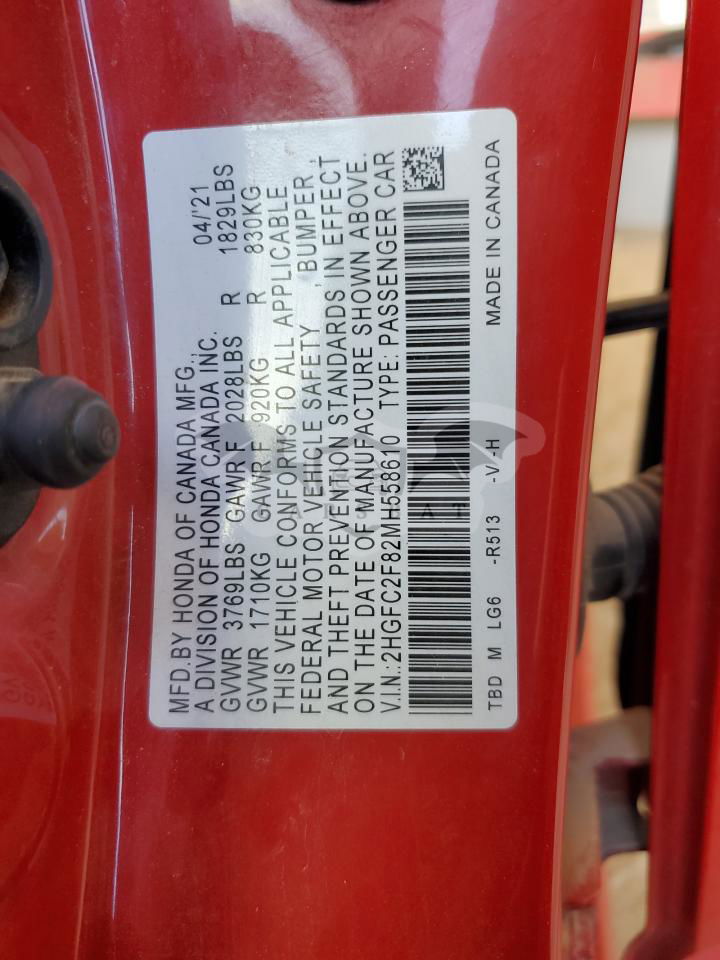 MFD.BY HONDA OF CANADA MFG., 04/'21
A DIVISION OF HONDA CANADA INC.
GVWR 3769LBS GAWR F 2028LBS R 1829LBS
GVWR 1710KG GAWR F 920KG R 830KG
THIS VEHICLE CONFORMS TO ALL APPLICABLE
FEDERAL MOTOR VEHICLE SAFETY , BUMPER ,
AND THEFT PREVENTION STANDARDS IN EFFECT
ON THE DATE OF MANUFACTURE SHOWN ABOVE.
V.I.N.:2HGFC2F82MH558610 TYPE: PASSENGER CAR
TBD M LG6 -R513 -V-H MADE IN CANADA